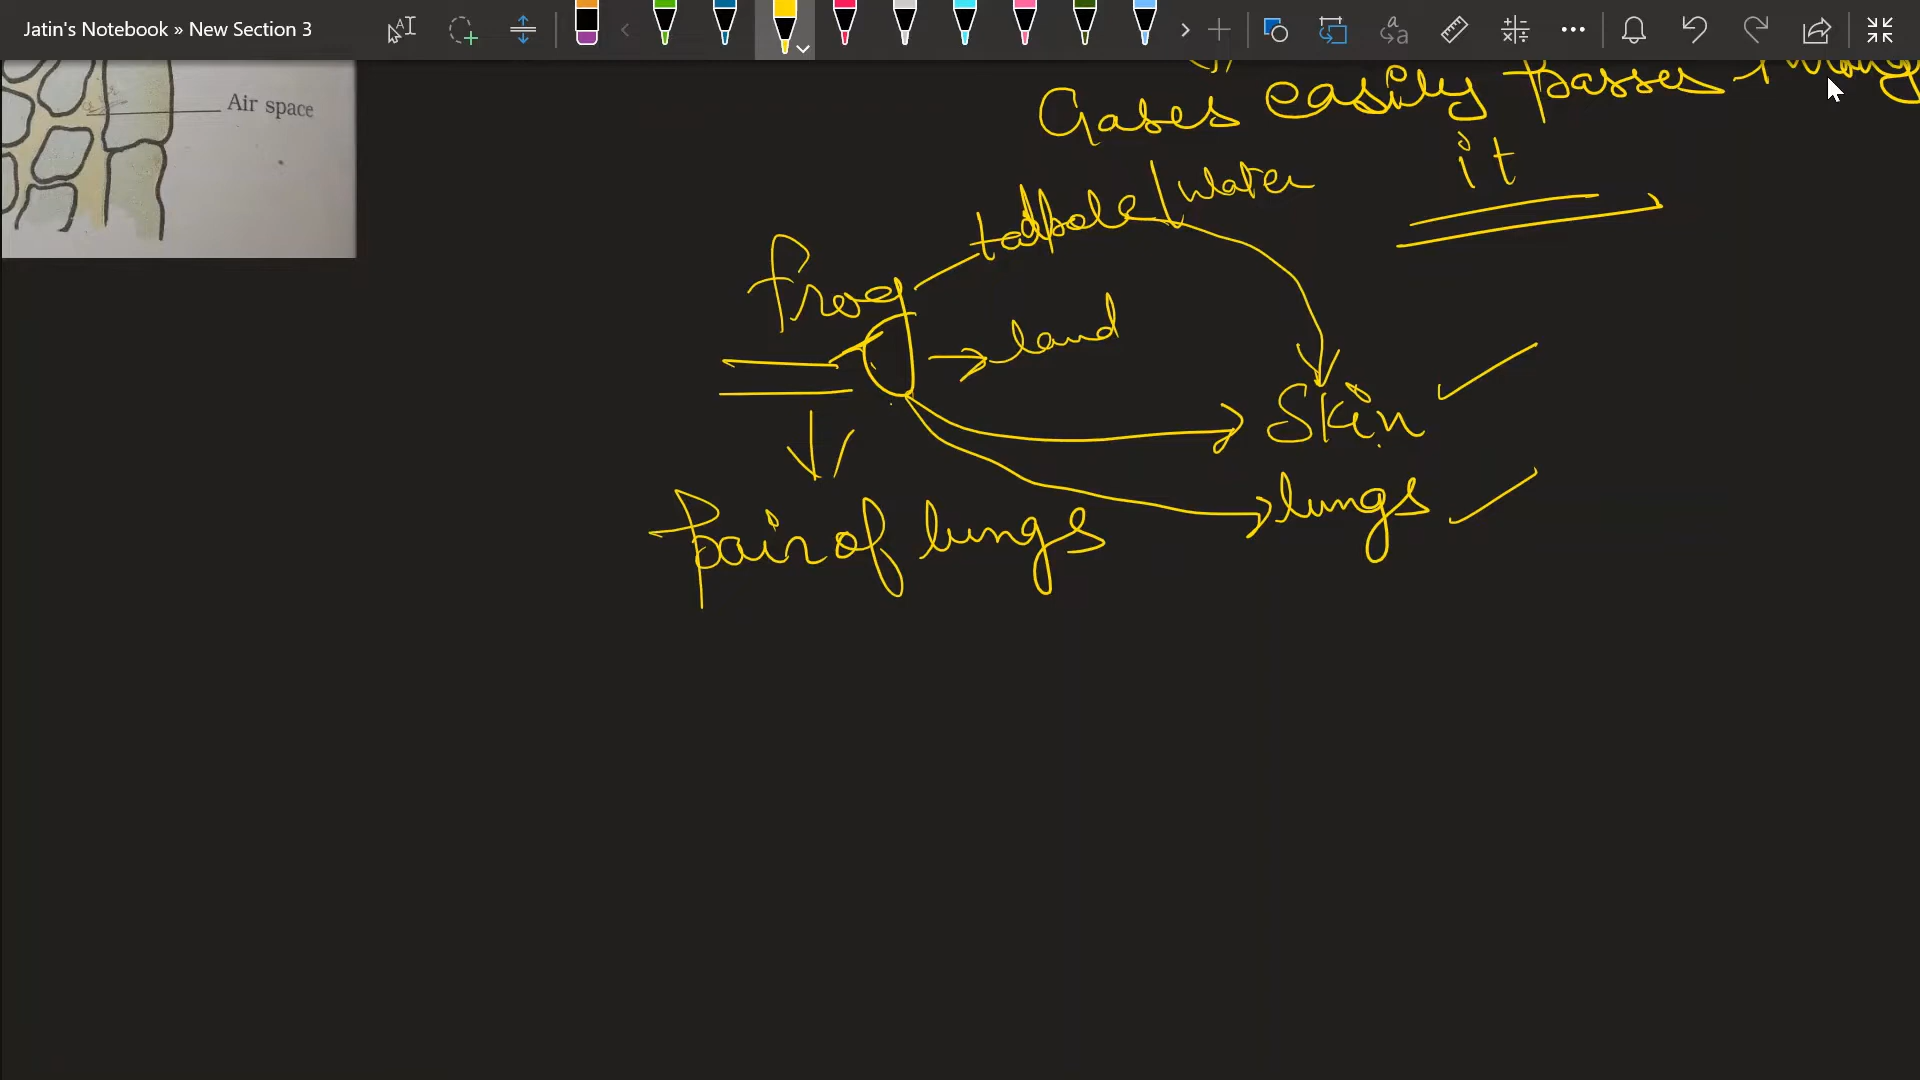 Jatin's Notebook » New Section 3
Air space
Gases easily passes through
it
tadpole/water
frog
land
Skin
lungs
pair of lungs